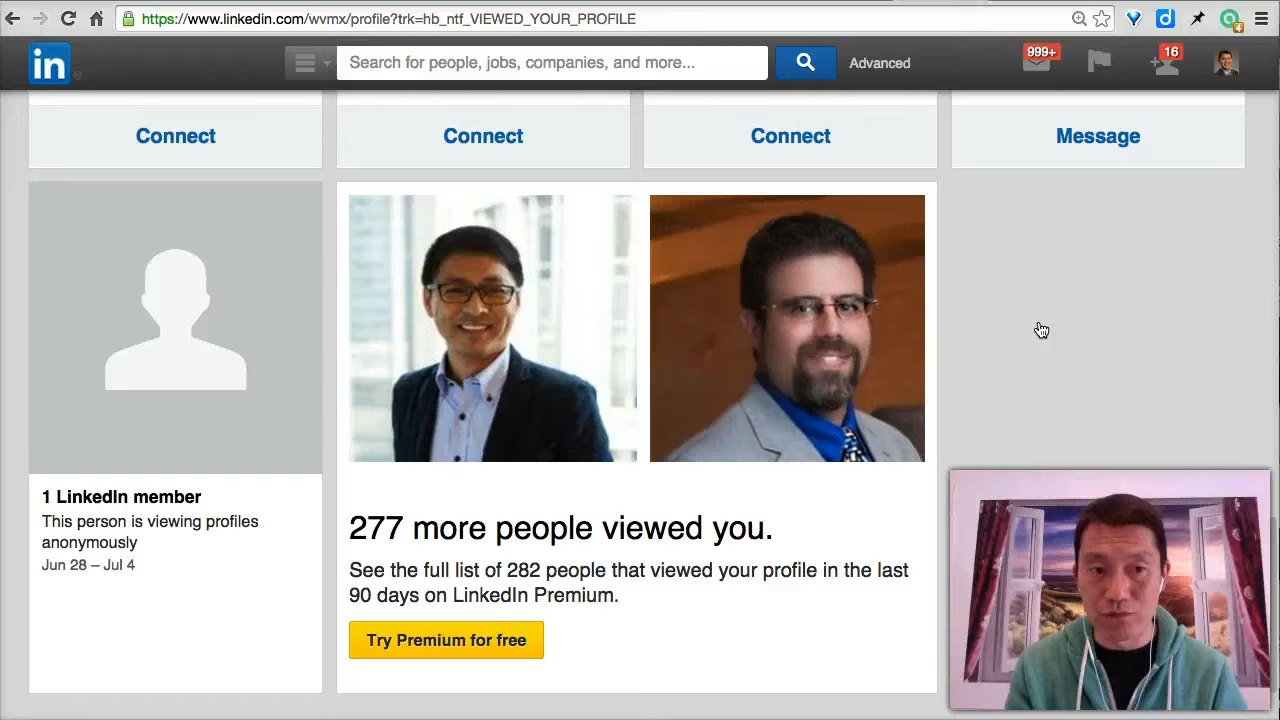 https://www.linkedin.com/wvmx/profile?trk=hb_ntf_VIEWED_YOUR_PROFILE
4
in
Search for people, jobs, companies, and more...
Advanced
999+
16
Connect
Connect
Connect
Message
1 LinkedIn member
This person is viewing profiles
anonymously
Jun 28 – Jul 4
277 more people viewed you.
See the full list of 282 people that viewed your profile in the last
90 days on LinkedIn Premium.
Try Premium for free